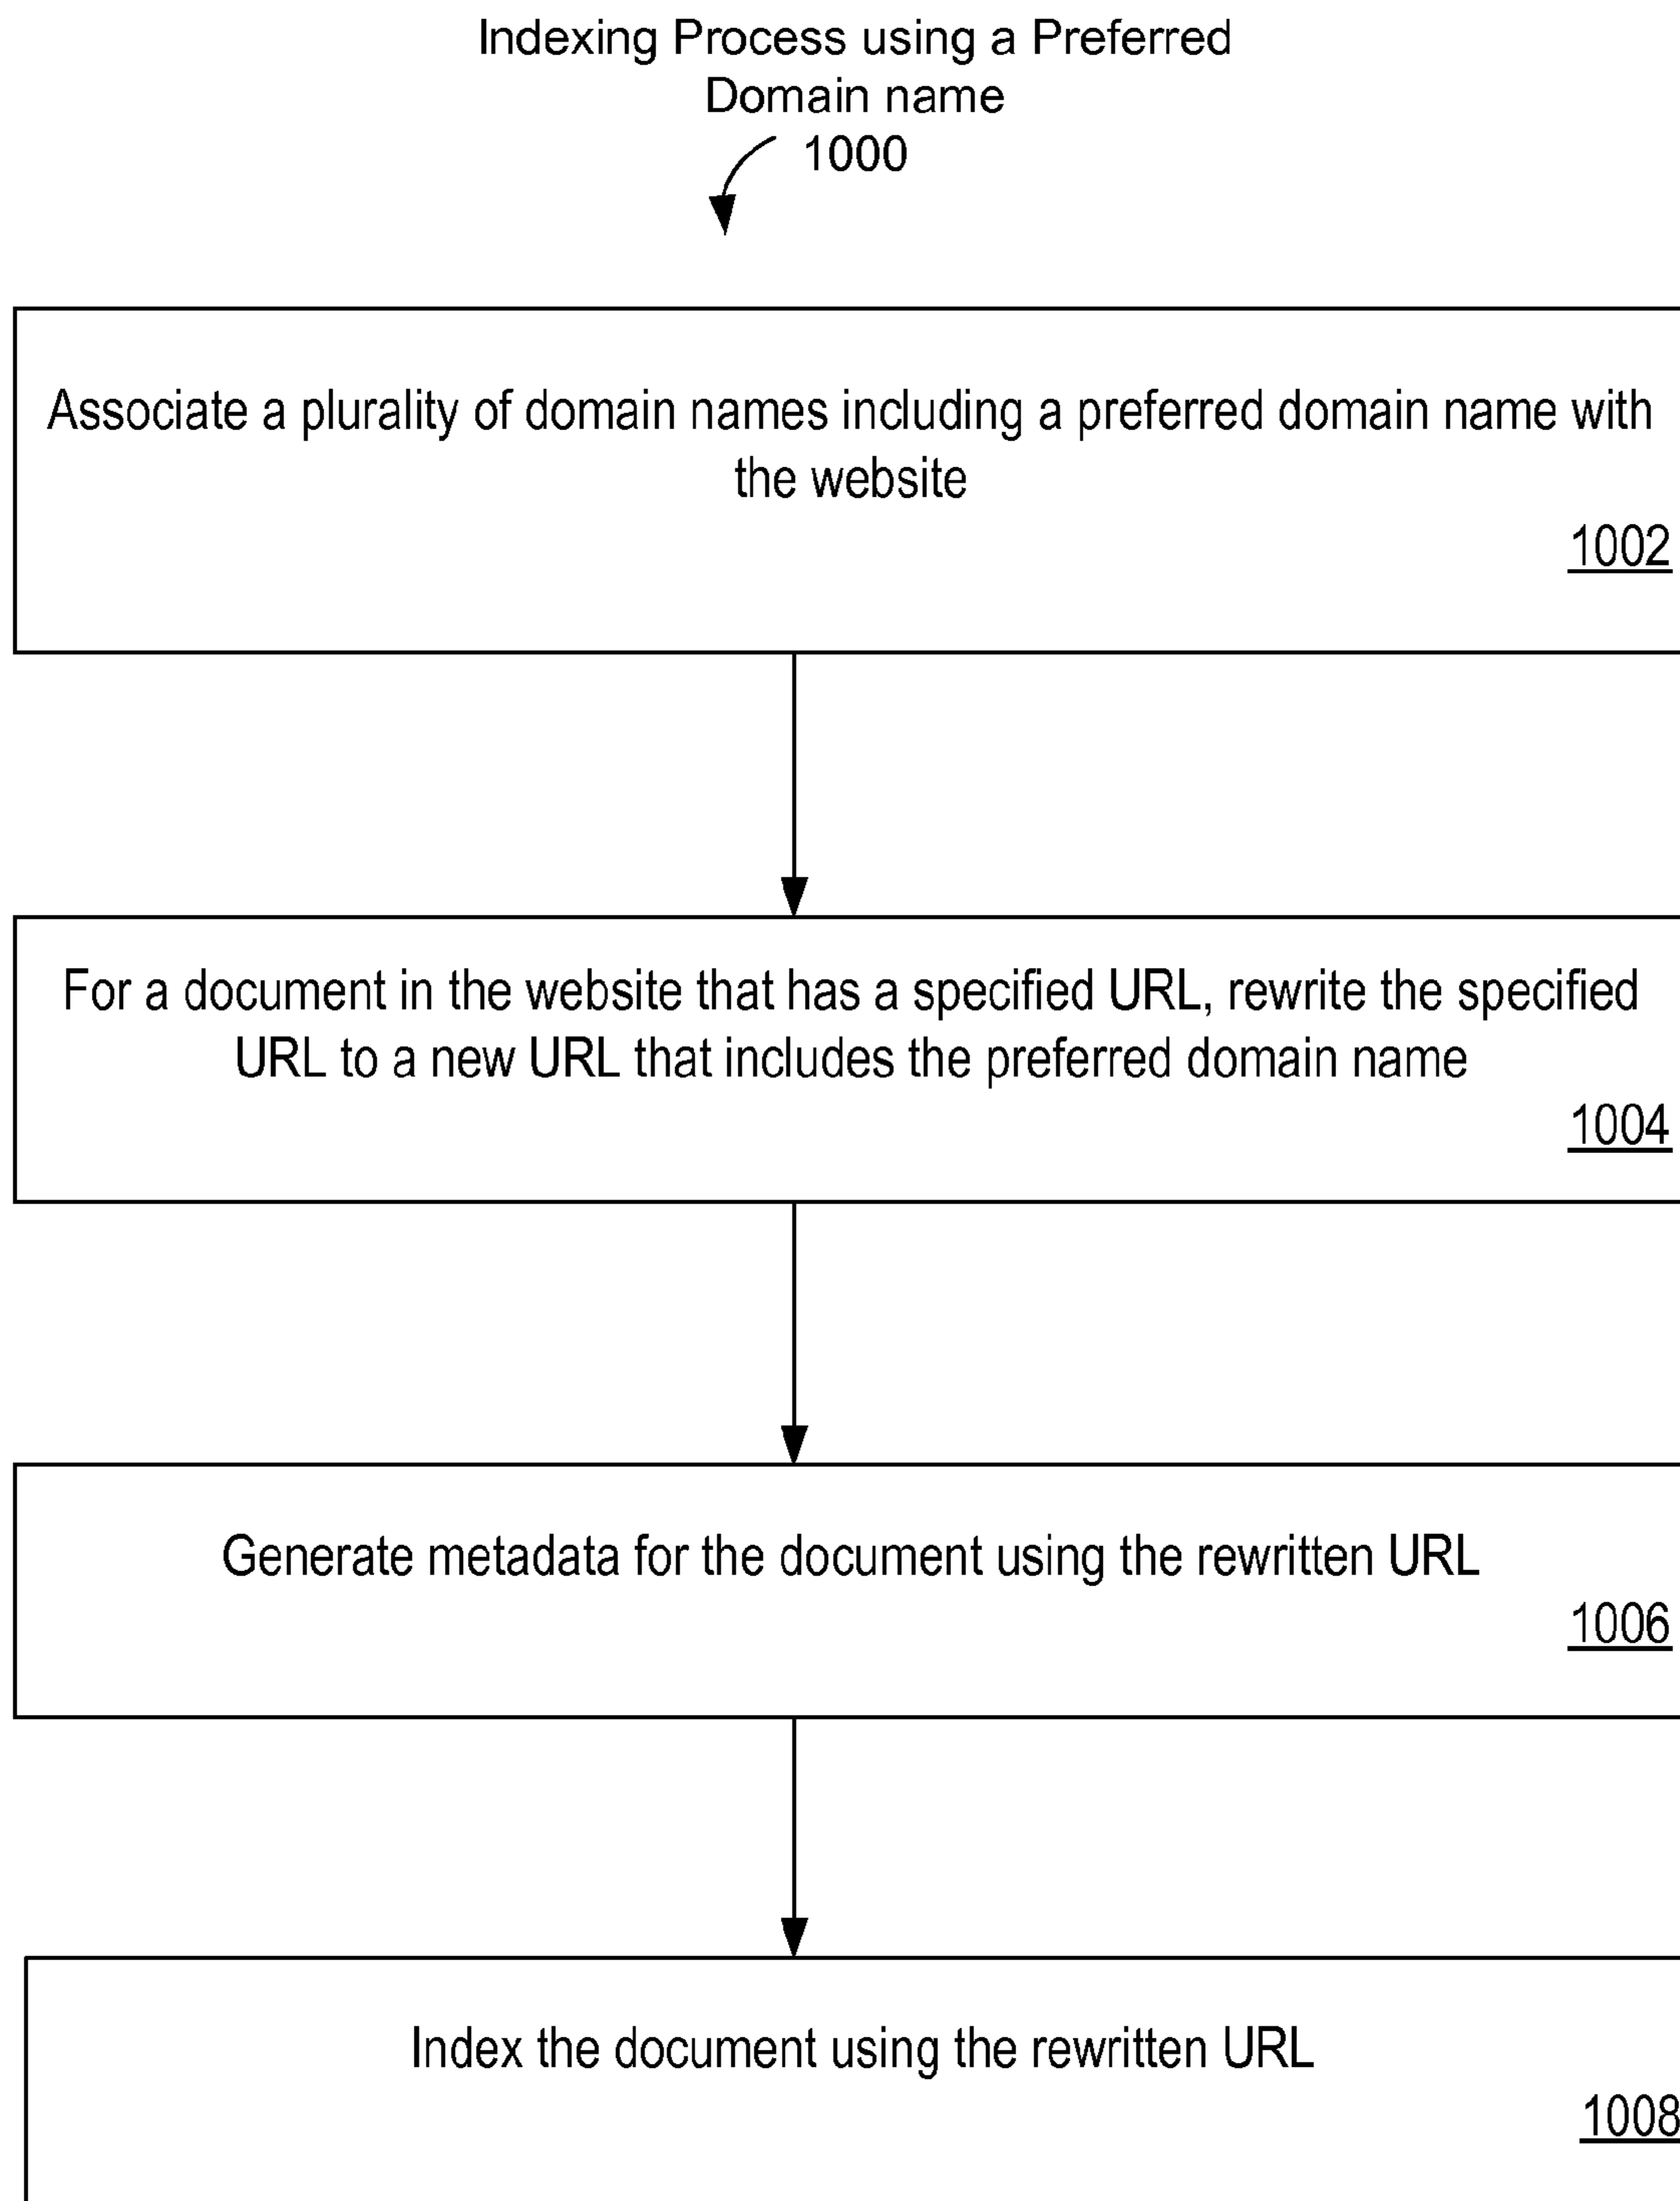 Indexing Process using a Preferred
Domain name
1000
Associate a plurality of domain names including a preferred domain name with
the website
1002
For a document in the website that has a specified URL, rewrite the specified
URL to a new URL that includes the preferred domain name
1004
Generate metadata for the document using the rewritten URL
1006
Index the document using the rewritten URL
1008